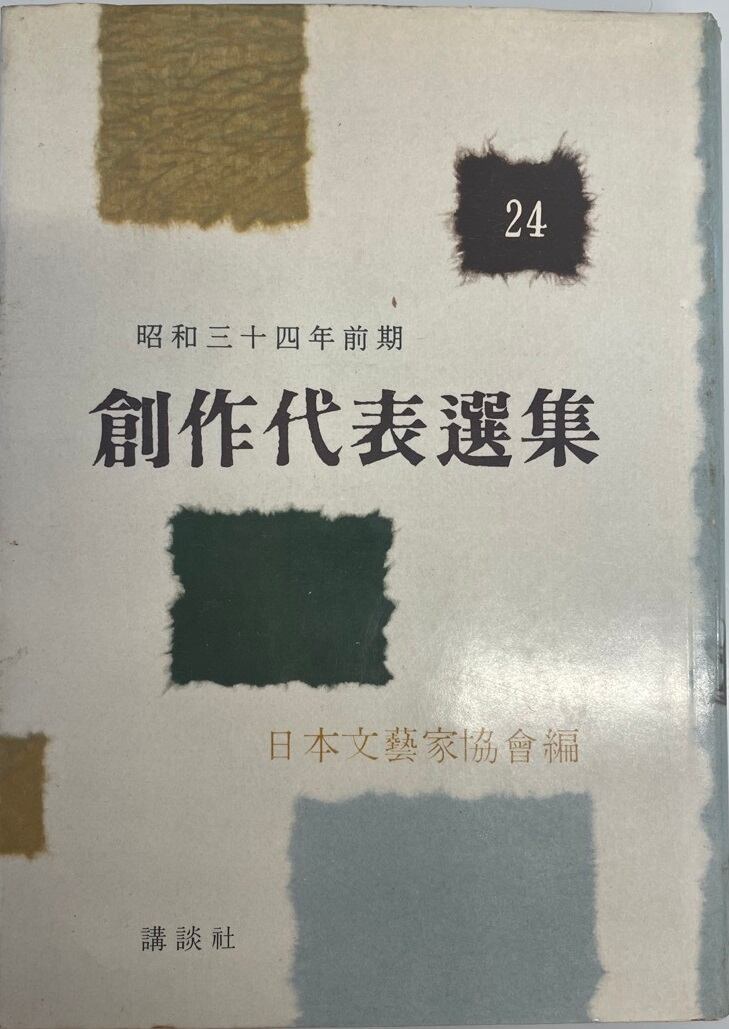 24
昭和三十四年前期
創作代表選集
日本文藝家協會編
講談社